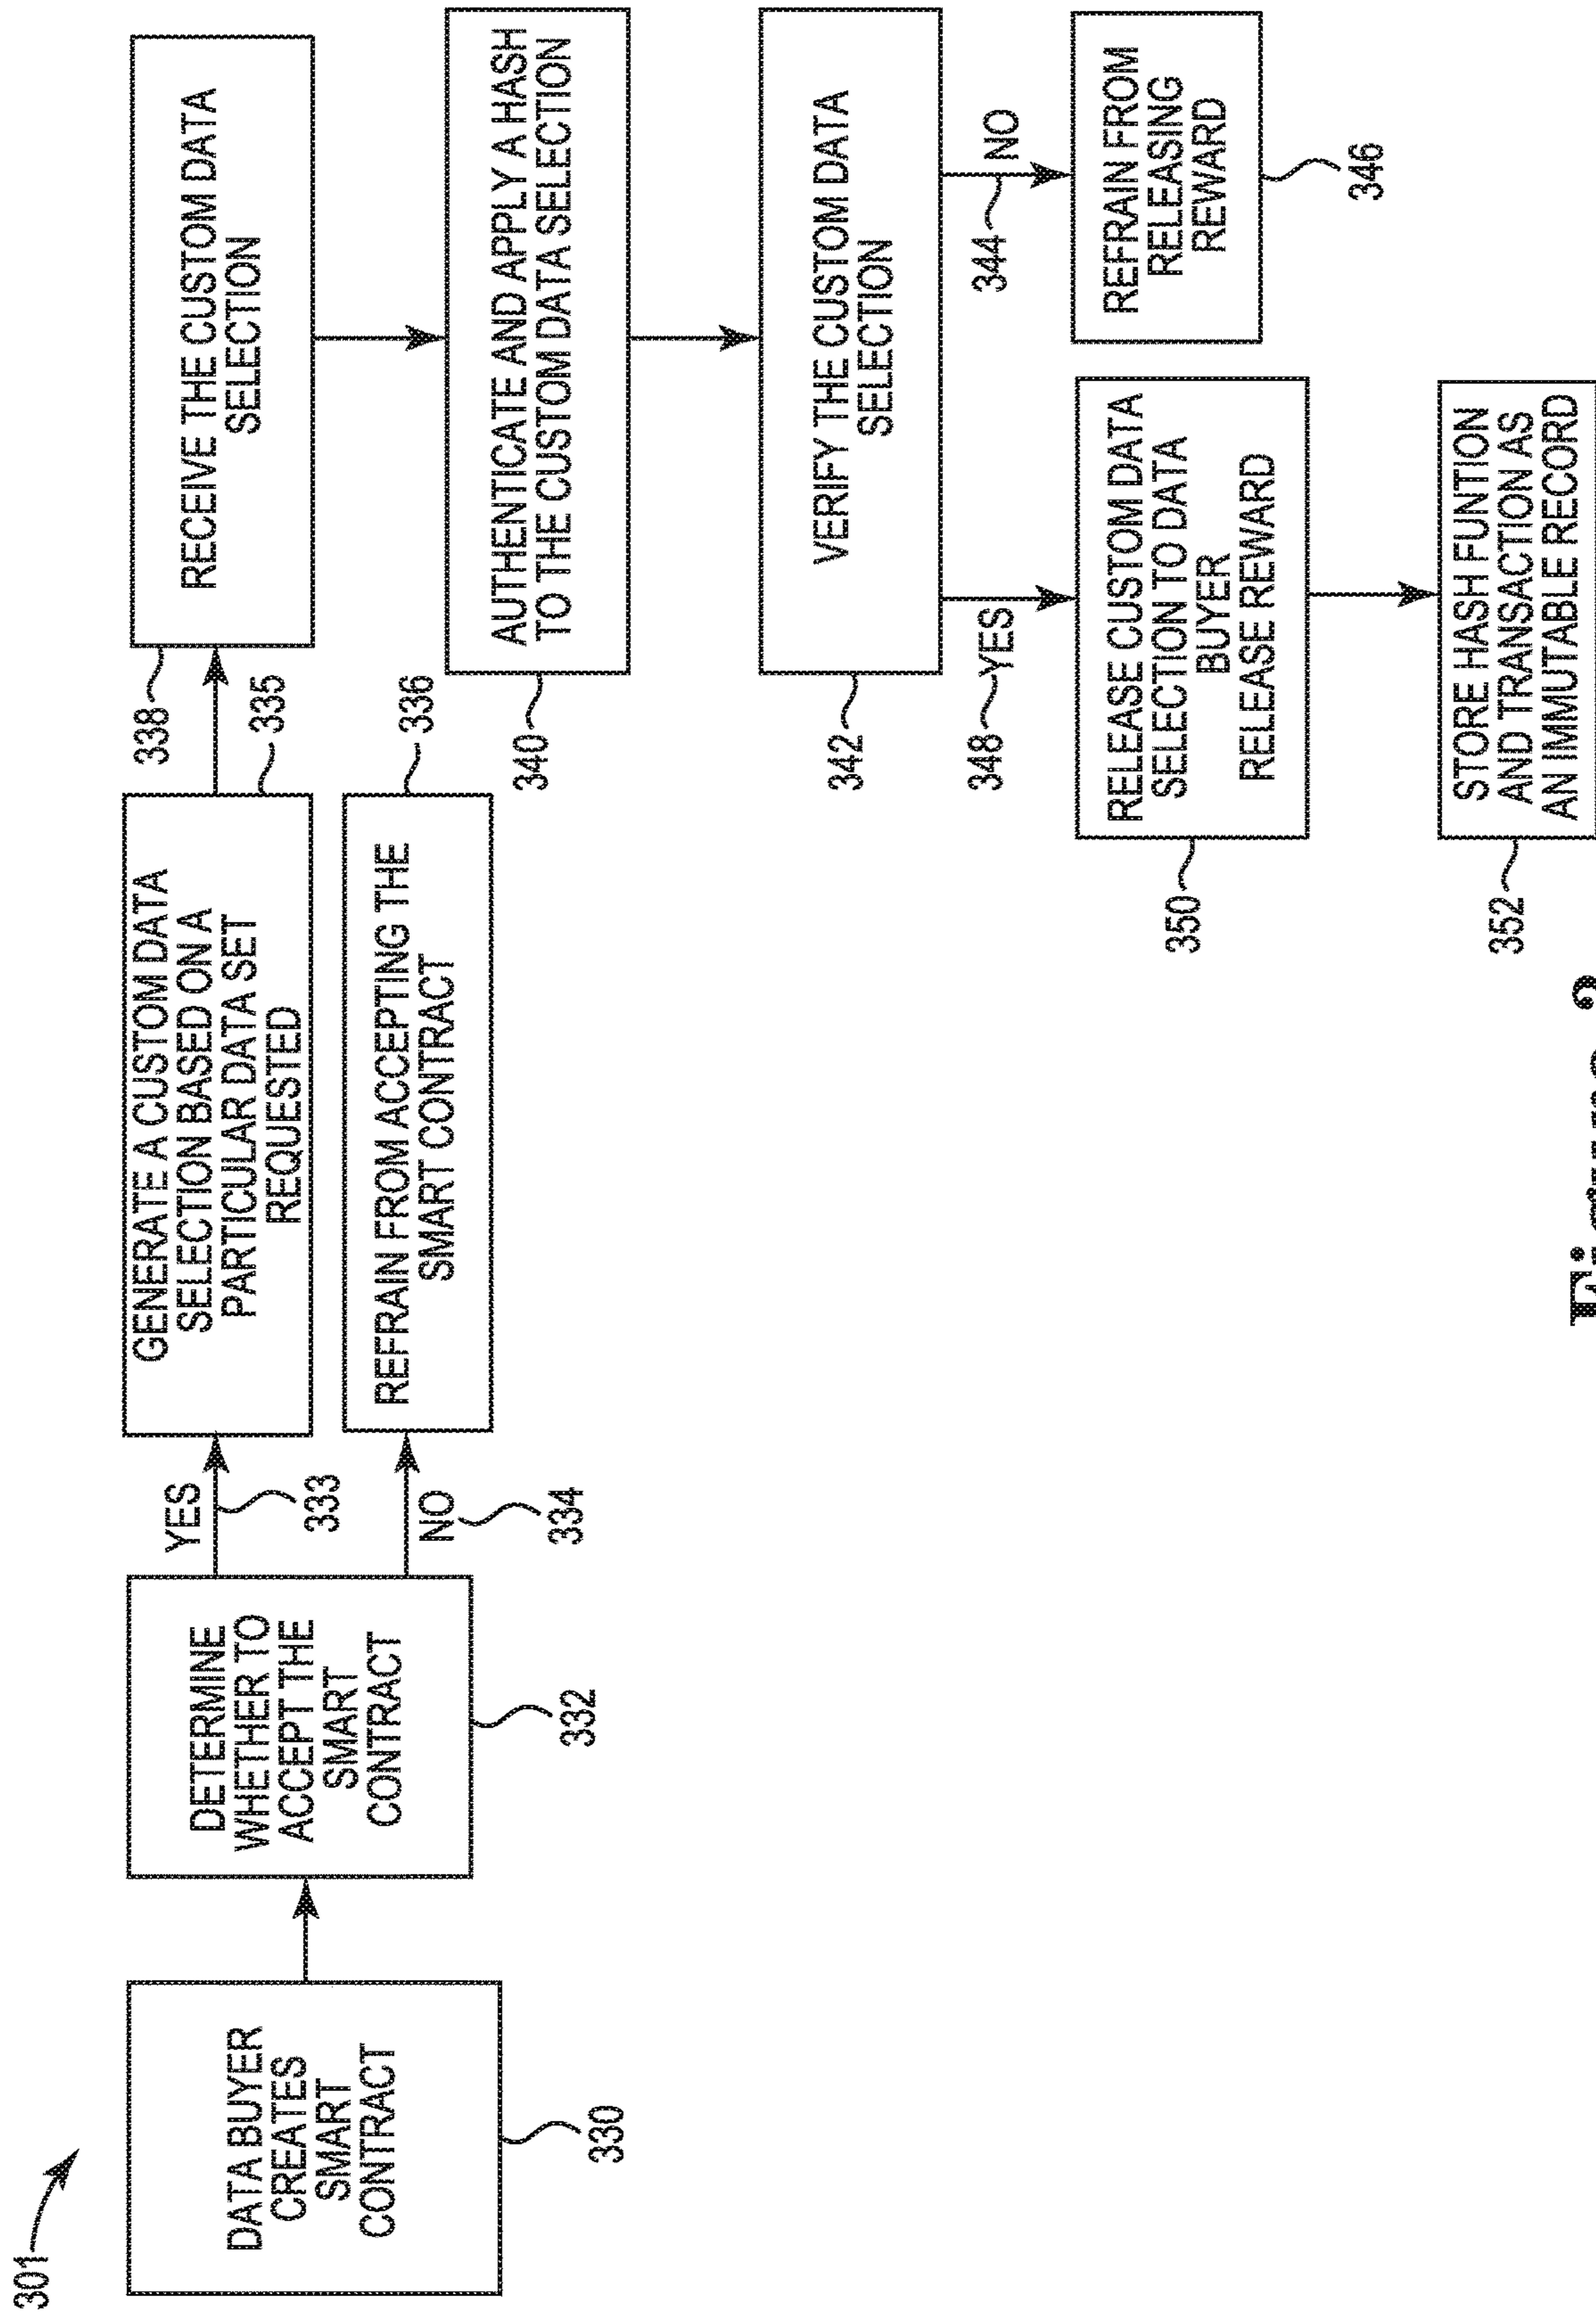 301
DATA BUYER
CREATES
SMART
CONTRACT
330
DETERMINE
WHETHER TO
ACCEPT THE
SMART
CONTRACT
332
YES
333
NO
334
GENERATE A CUSTOM DATA
SELECTION BASED ON A
PARTICULAR DATA SET
REQUESTED
335
REFRAIN FROM ACCEPTING THE
SMART CONTRACT
336
RECEIVE THE CUSTOM DATA
SELECTION
338
AUTHENTICATE AND APPLY A HASH
TO THE CUSTOM DATA SELECTION
340
VERIFY THE CUSTOM DATA
SELECTION
342
348
YES
344
NO
RELEASE CUSTOM DATA
SELECTION TO DATA
BUYER
RELEASE REWARD
350
REFRAIN FROM
RELEASING
REWARD
346
STORE HASH FUNTION
AND TRANSACTION AS
AN IMMUTABLE RECORD
352
Figure